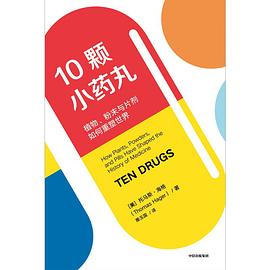 10颗
小药丸
植物、粉末与片剂
如何重塑世界
How Plants, Powders,
and Pills Have Shaped the
History of Medicine
TEN DRUGS
[美] 托马斯·海格
(Thomas Hager) 著
译
中信出版集团